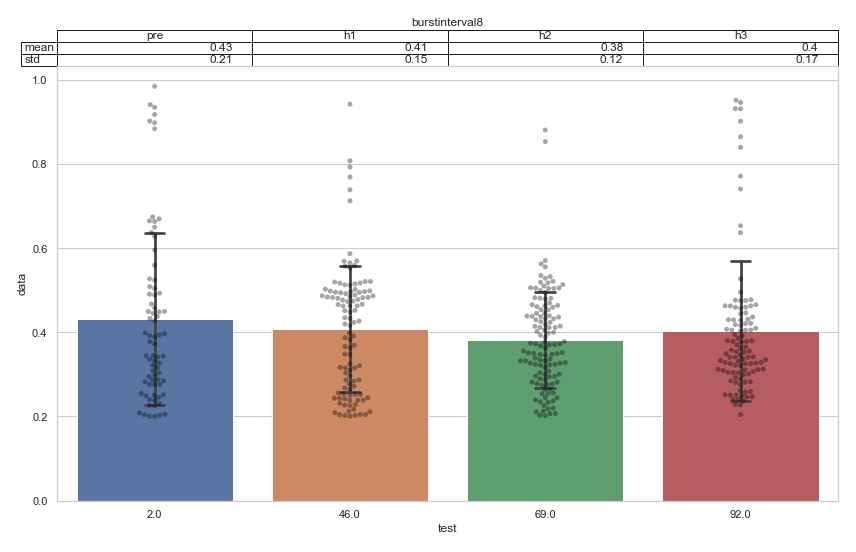 burstinterval8
pre h1 h2 h3
mean 0.43 0.41 0.38 0.4
std 0.21 0.15 0.12 0.17
1.0
0.8
0.6
data
0.4
0.2
0.0
2.0 46.0 69.0 92.0
test